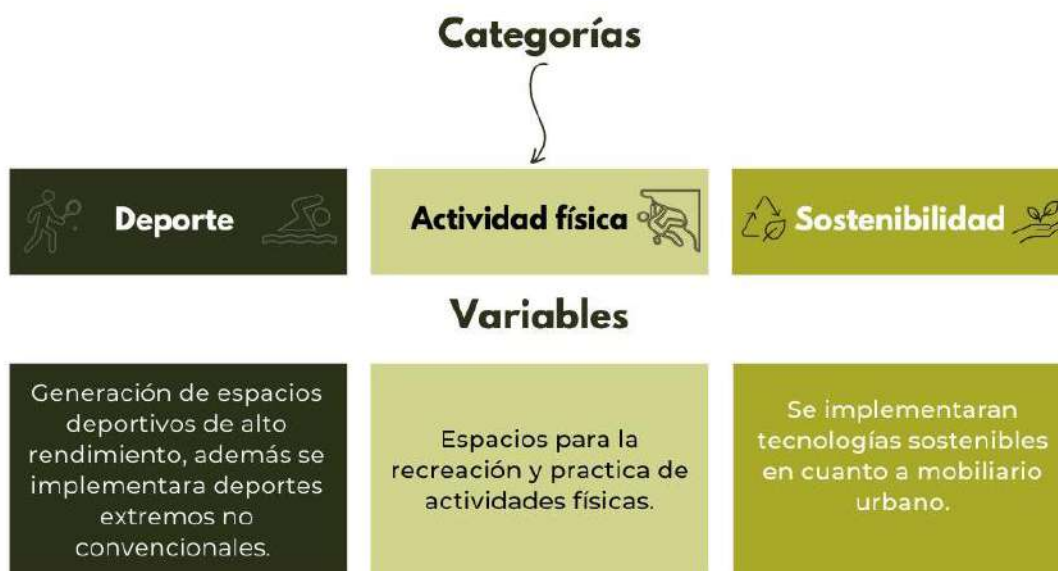 Categorías
Deporte
Actividad física
Sostenibilidad
Variables
Generación de espacios
deportivos de alto
rendimiento, además se
implementara deportes
extremos no
convencionales.
Espacios para la
recreación y practica de
actividades físicas.
Se implementaran
tecnologías sostenibles
en cuanto a mobiliario
urbano.